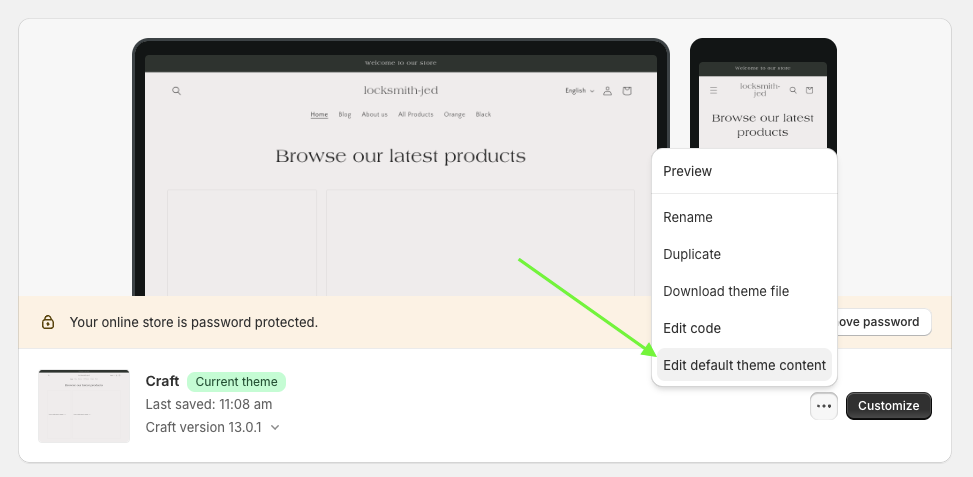 Welcome to our store
locksmith-jed
English
Home Blog About us All Products Orange Black
Browse our latest products
Welcome to our store
locksmith-
jed
Browse our latest
products
Preview
Rename
Duplicate
Download theme file
Edit code
Edit default theme content
Your online store is password protected.
ove password
Craft Current theme
Last saved: 11:08 am
Craft version 13.0.1
Customize